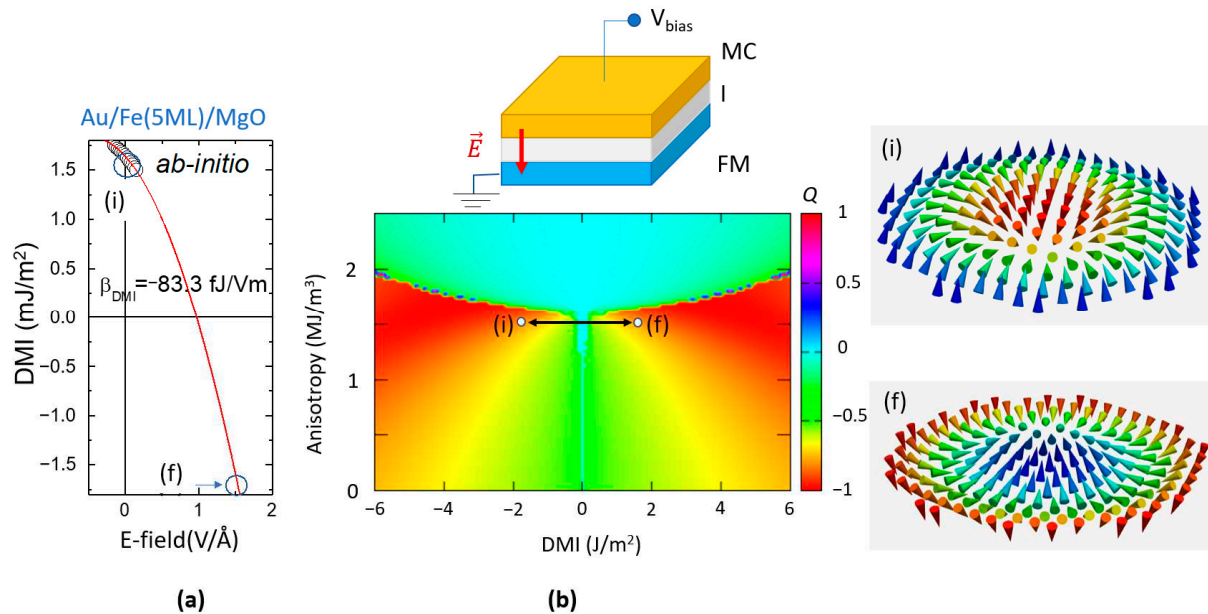 Au/Fe(5ML)/MgO
ab-initio
(i)
β_DMI=−83.3 fJ/Vm
(f)
DMI (mJ/m²)
1.5
1.0
0.5
0.0
−0.5
−1.0
−1.5
0
1
2
E-field(V/Å)
(a)
V_bias
MC
I
FM
E⃗
Q
1
0.5
0
−0.5
−1
(i)
(f)
Anisotropy (MJ/m³)
2
1
0
−6
−4
−2
0
2
4
6
DMI (J/m²)
(b)
(i)
(f)